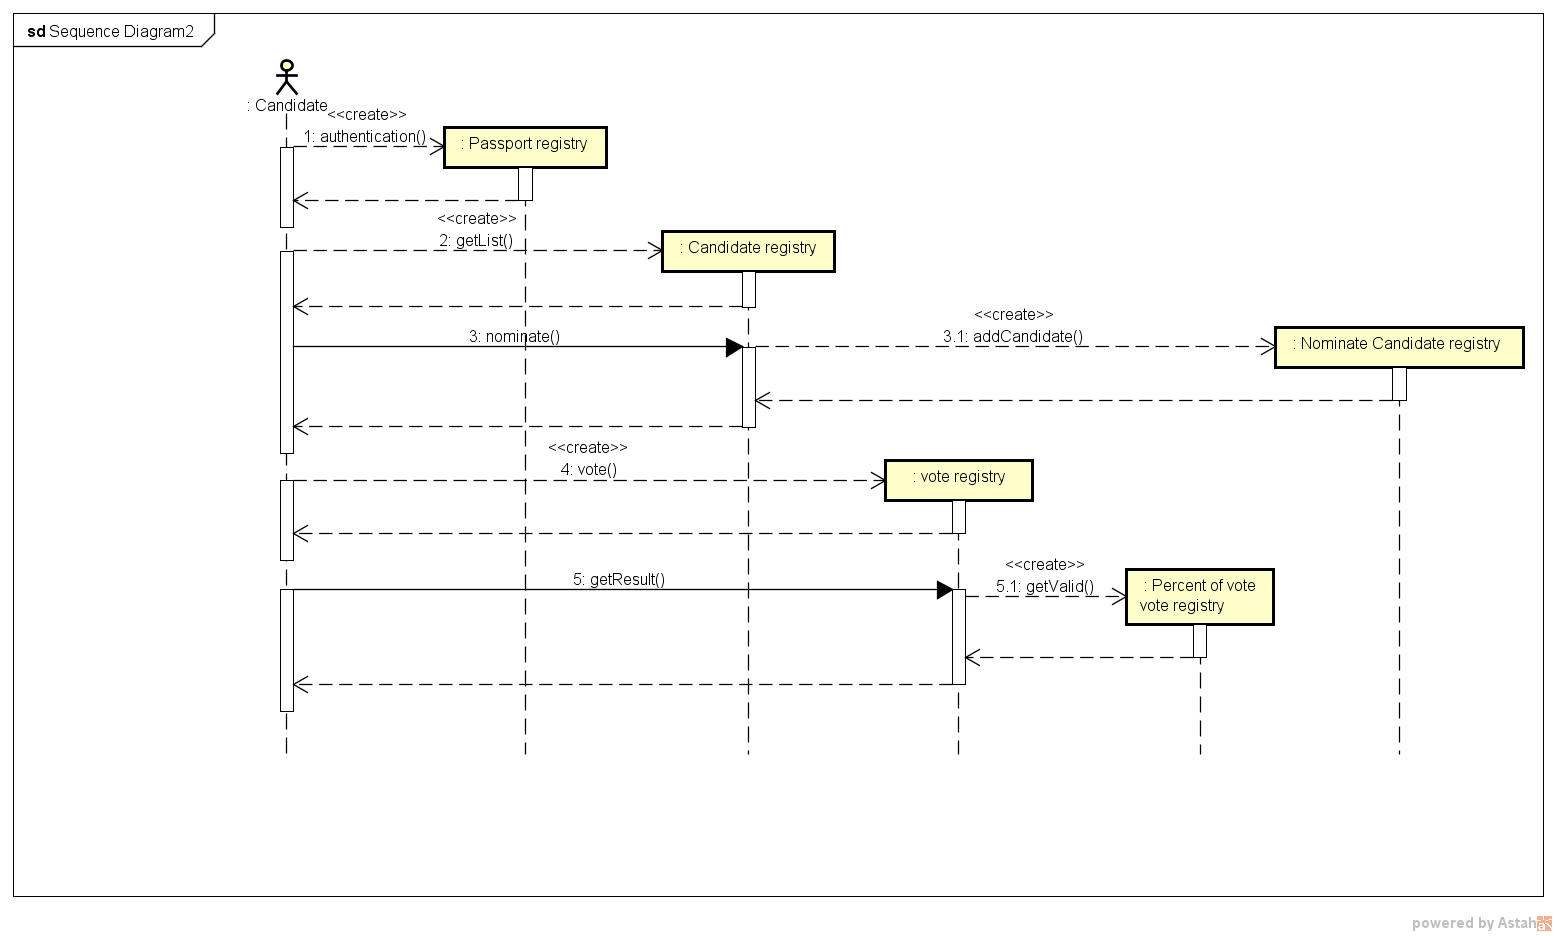 sd Sequence Diagram2
: Candidate
<<create>>
1: authentication()
: Passport registry
<<create>>
2: getList()
: Candidate registry
<<create>>
3: nominate()
3.1: addCandidate()
: Nominate Candidate registry
<<create>>
4: vote()
: vote registry
<<create>>
5: getResult()
5.1: getValid()
: Percent of vote
vote registry
powered by Astah